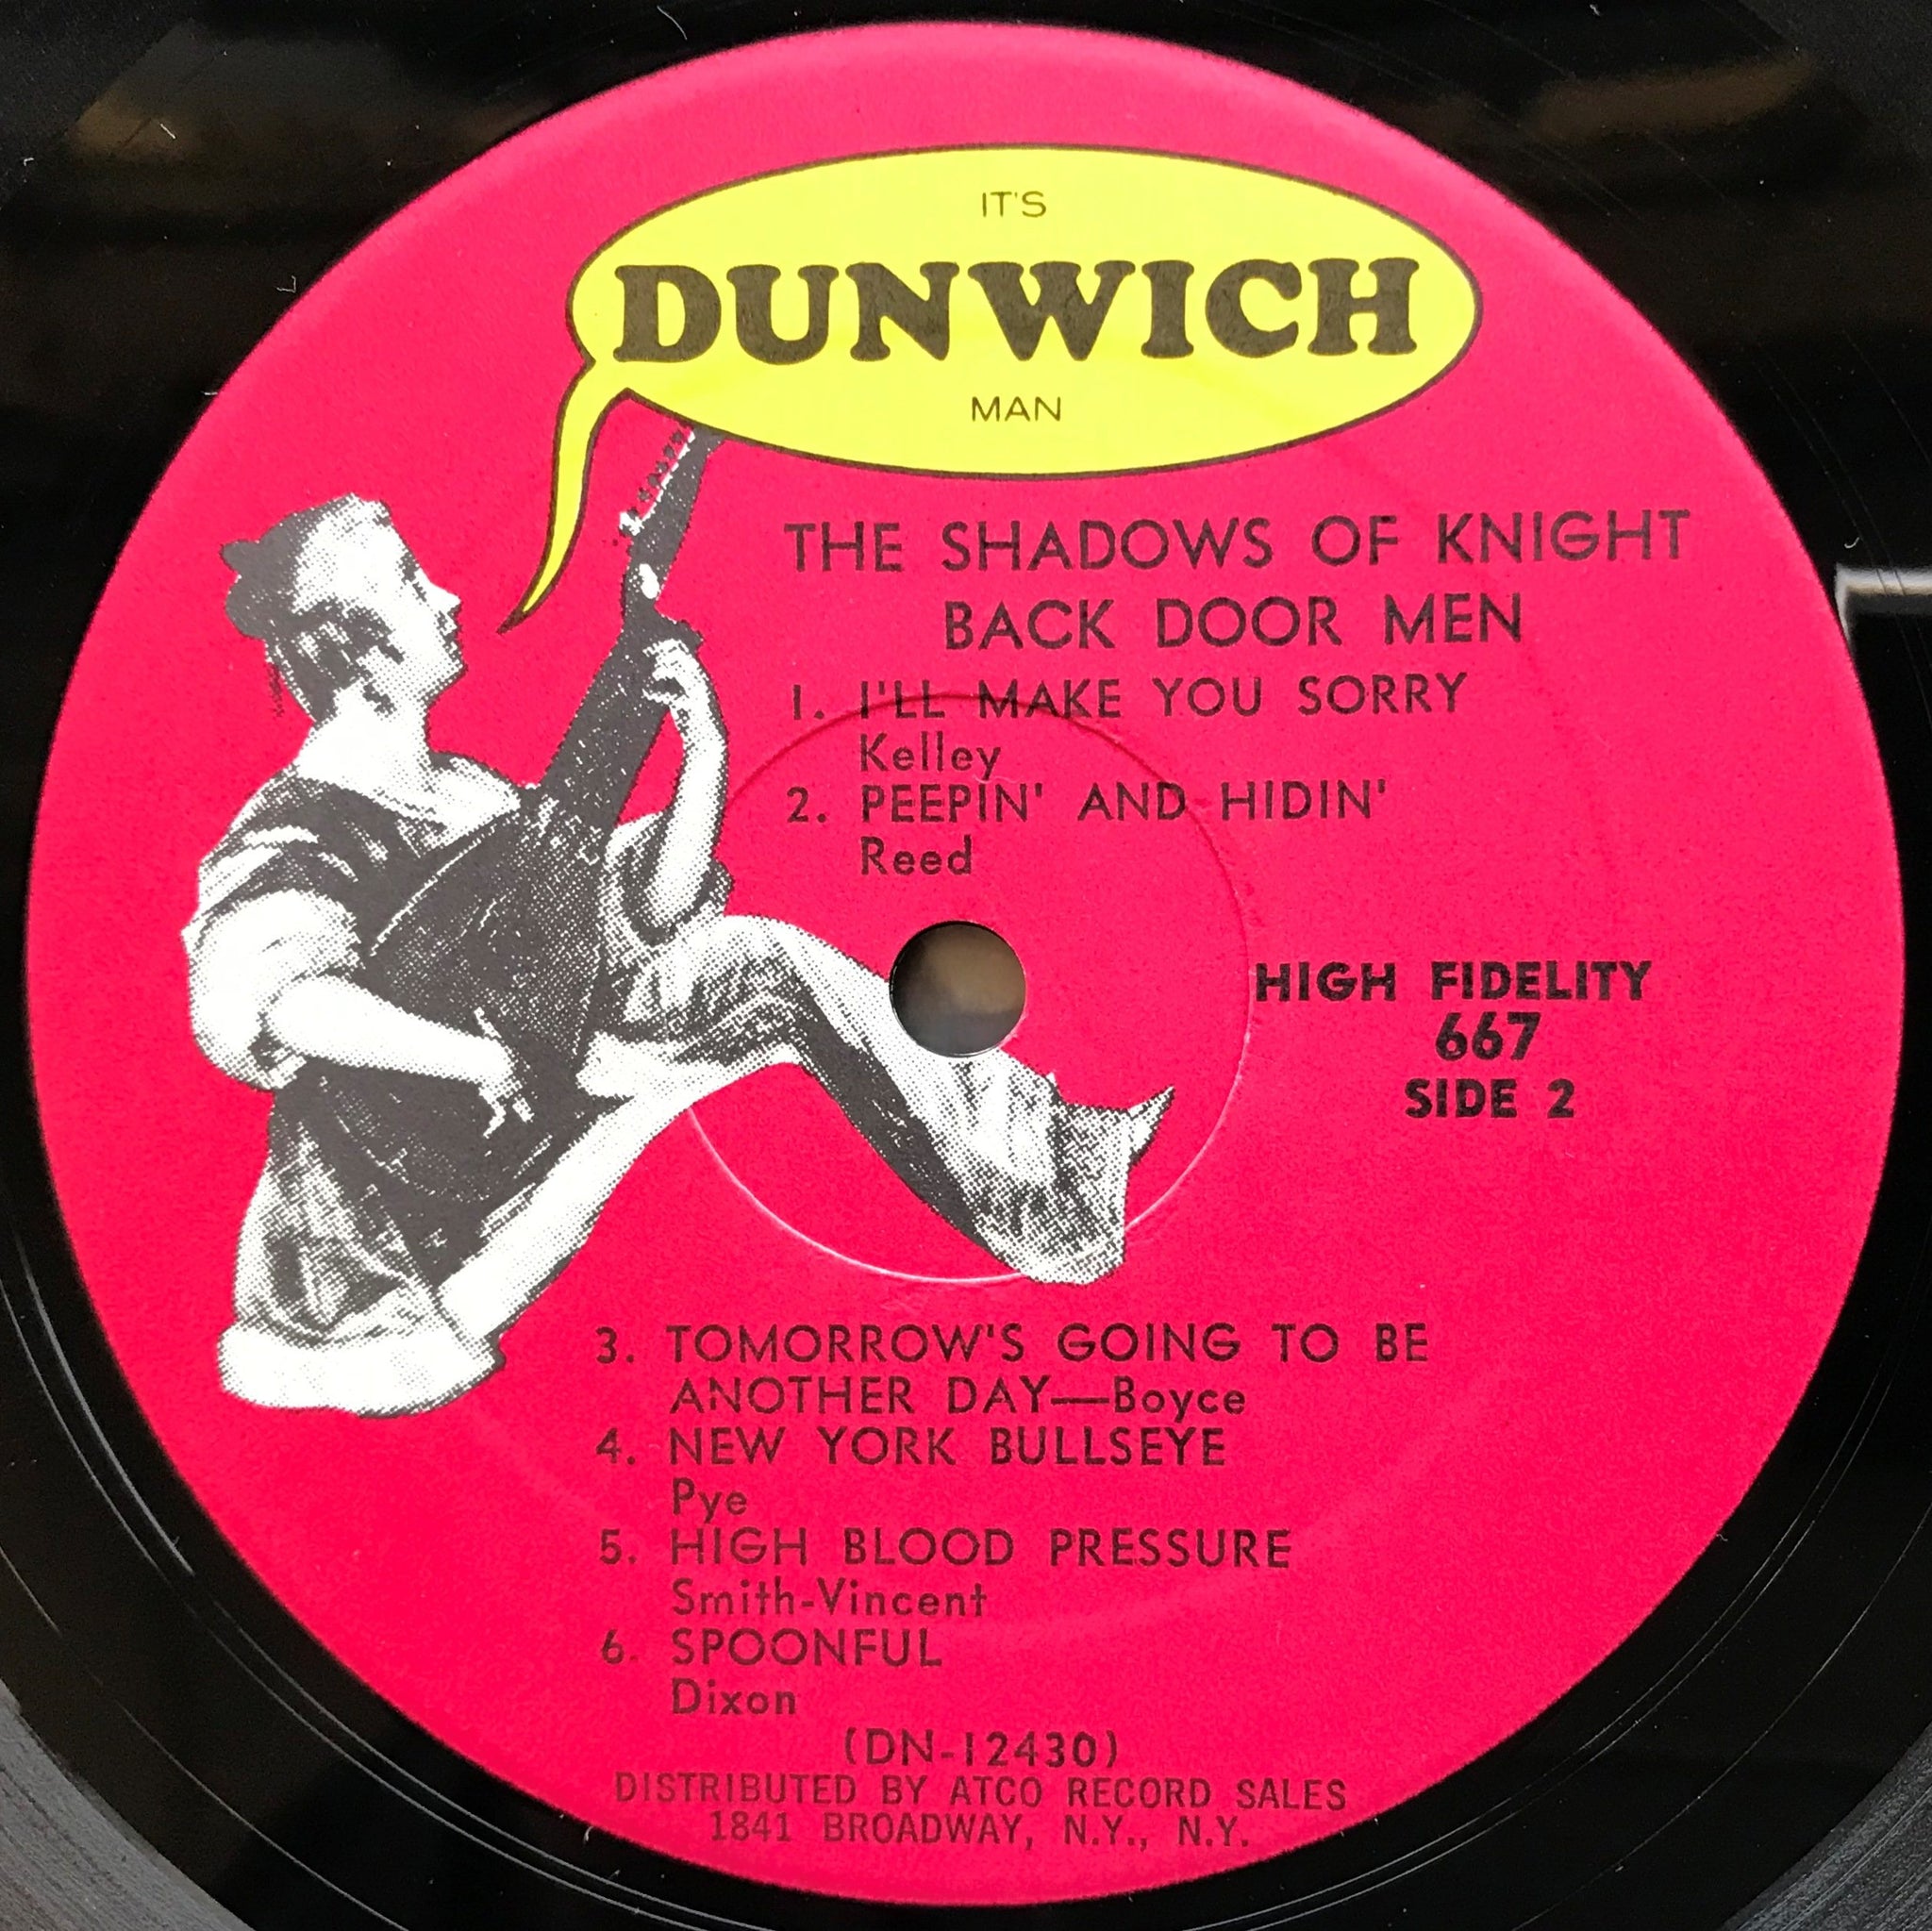 IT'S
DUNWICH
MAN
THE SHADOWS OF KNIGHT
BACK DOOR MEN
1. I'LL MAKE YOU SORRY
Kelley
2. PEEPIN' AND HIDIN'
Reed
HIGH FIDELITY
667
SIDE 2
3. TOMORROW'S GOING TO BE
ANOTHER DAY—Boyce
4. NEW YORK BULLSEYE
Pye
5. HIGH BLOOD PRESSURE
Smith-Vincent
6. SPOONFUL
Dixon
(DN-12430)
DISTRIBUTED BY ATCO RECORD SALES
1841 BROADWAY, N.Y., N.Y.